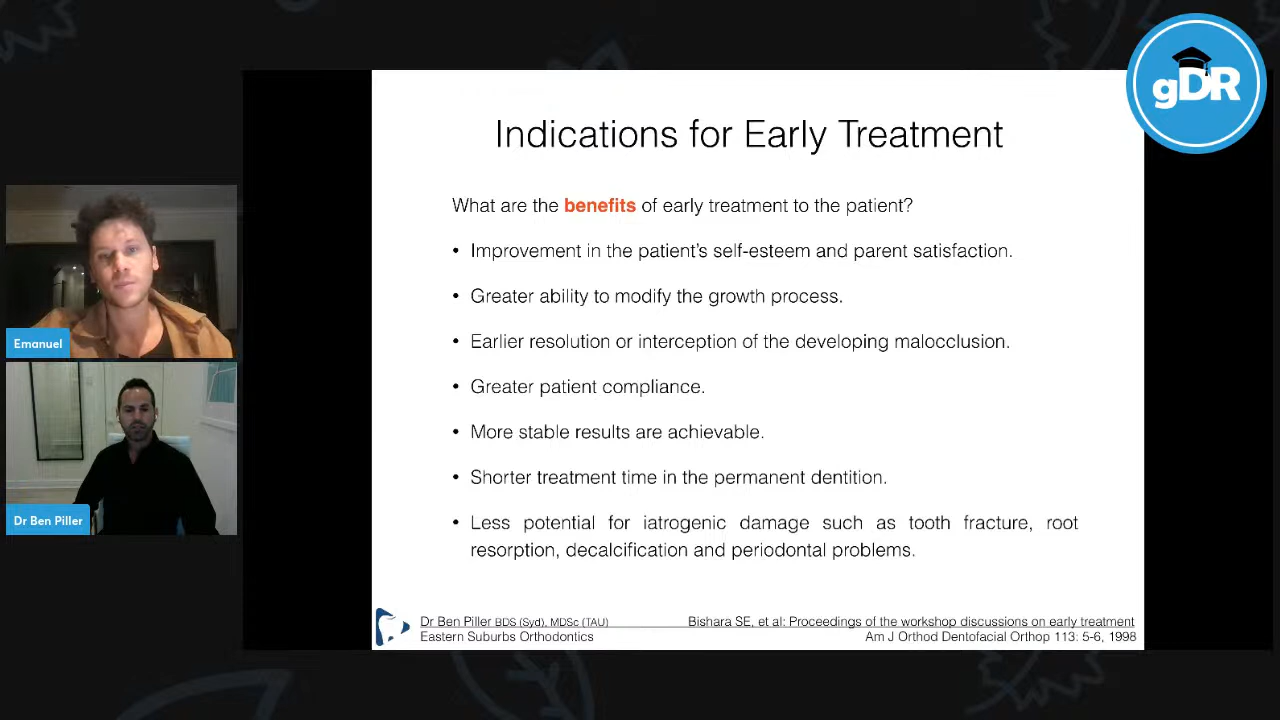 gDR
Indications for Early Treatment
What are the benefits of early treatment to the patient?
• Improvement in the patient's self-esteem and parent satisfaction.
• Greater ability to modify the growth process.
• Earlier resolution or interception of the developing malocclusion.
• Greater patient compliance.
• More stable results are achievable.
• Shorter treatment time in the permanent dentition.
• Less potential for iatrogenic damage such as tooth fracture, root
resorption, decalcification and periodontal problems.
Emanuel
Dr Ben Piller
Dr Ben Piller BDS (Syd), MDSc (TAU)
Eastern Suburbs Orthodontics
Bishara SE, et al: Proceedings of the workshop discussions on early treatment
Am J Orthod Dentofacial Orthop 113: 5-6, 1998